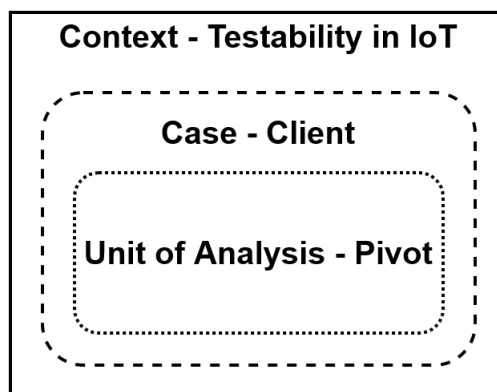 Context - Testability in IoT
Case - Client
Unit of Analysis - Pivot